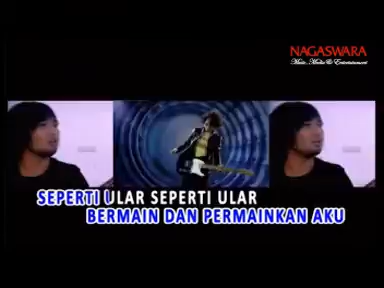 NAGASWARA
Music, Media & Entertainment
SEPERTI ULAR SEPERTI ULAR
BERMAIN DAN PERMAINKAN AKU